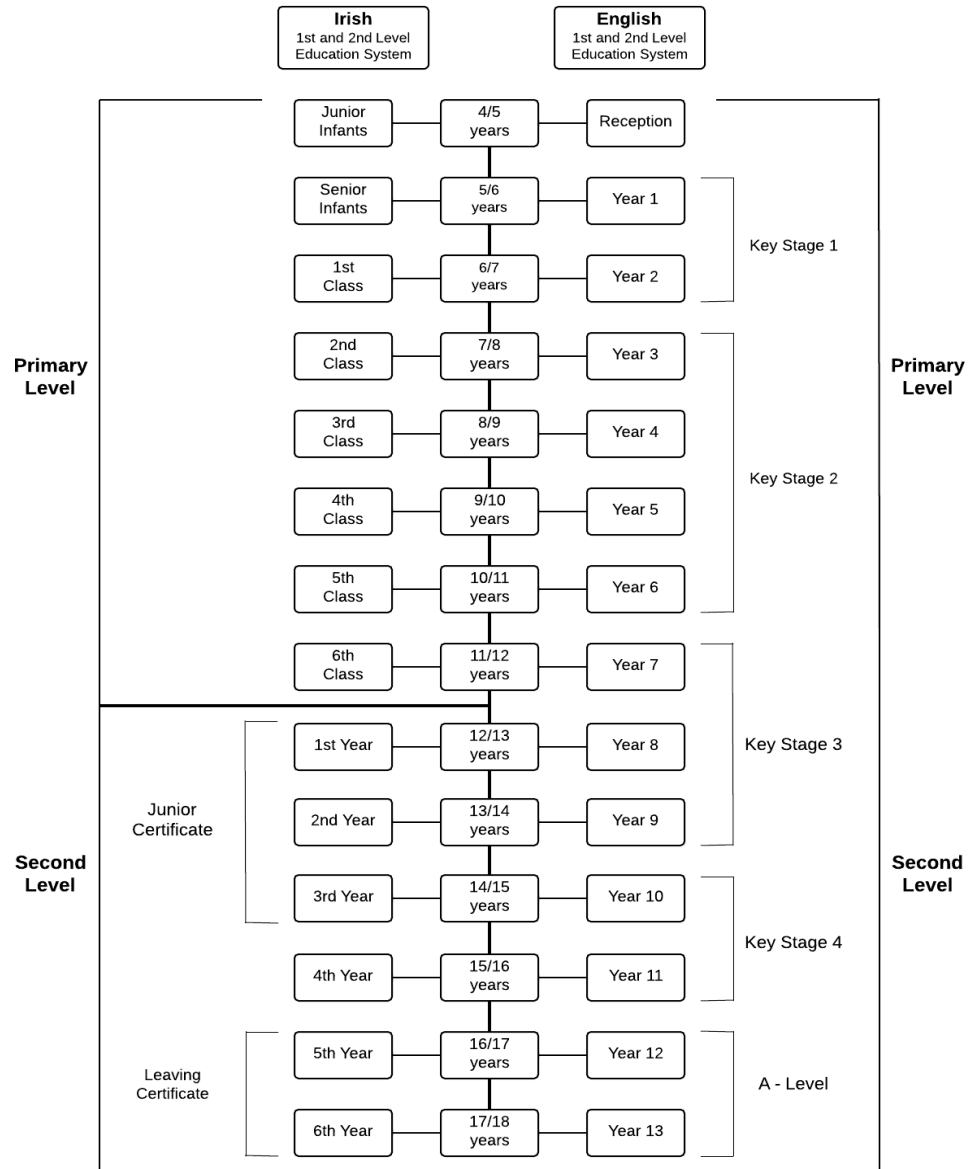 Irish
1st and 2nd Level
Education System
English
1st and 2nd Level
Education System
Junior
Infants
4/5
years
Reception
Senior
Infants
5/6
years
Year 1
Key Stage 1
1st
Class
6/7
years
Year 2
Primary
Level
2nd
Class
7/8
years
Year 3
Primary
Level
3rd
Class
8/9
years
Year 4
Key Stage 2
4th
Class
9/10
years
Year 5
5th
Class
10/11
years
Year 6
6th
Class
11/12
years
Year 7
1st Year
12/13
years
Year 8
Key Stage 3
Junior
Certificate
2nd Year
13/14
years
Year 9
Second
Level
3rd Year
14/15
years
Year 10
Second
Level
Key Stage 4
4th Year
15/16
years
Year 11
5th Year
16/17
years
Year 12
Leaving
Certificate
A - Level
6th Year
17/18
years
Year 13